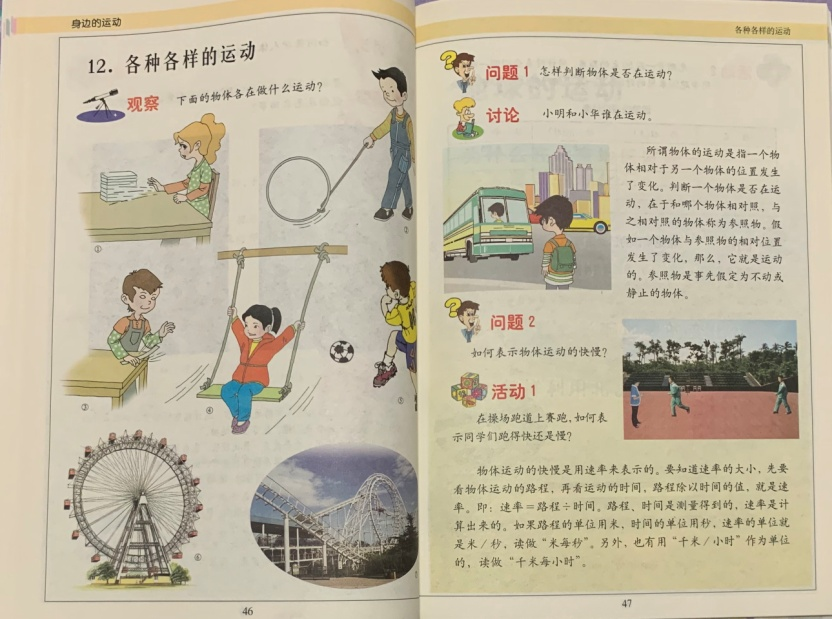 身边的运动
12. 各种各样的运动
观察 下面的物体各在做什么运动?
①
②
③
④
⑤
⑥
46
各种各样的运动
问题1 怎样判断物体是否在运动?
讨论 小明和小华谁在运动。
所谓物体的运动是指一个物
体相对于另一个物体的位置发生
了变化。判断一个物体是否在运
动，在于和哪个物体相对照，与
之相对照的物体称为参照物。假
如一个物体与参照物的相对位置
发生了变化，那么，它就是运动
的。参照物是事先假定为不动或
静止的物体。
问题2
如何表示物体运动的快慢?
活动1
在操场跑道上赛跑，如何表
示同学们跑得快还是慢?
物体运动的快慢是用速率来表示的。要知道速率的大小，先要
看物体运动的路程，再看运动的时间，路程除以时间的值，就是速
率。即：速率＝路程÷时间。路程、时间是测量得到的，速率是计
算出来的。如果路程的单位用米，时间的单位用秒，速率的单位就
是米／秒，读做“米每秒”。另外，也有用“千米／小时”作为单位
的，读做“千米每小时”。
47